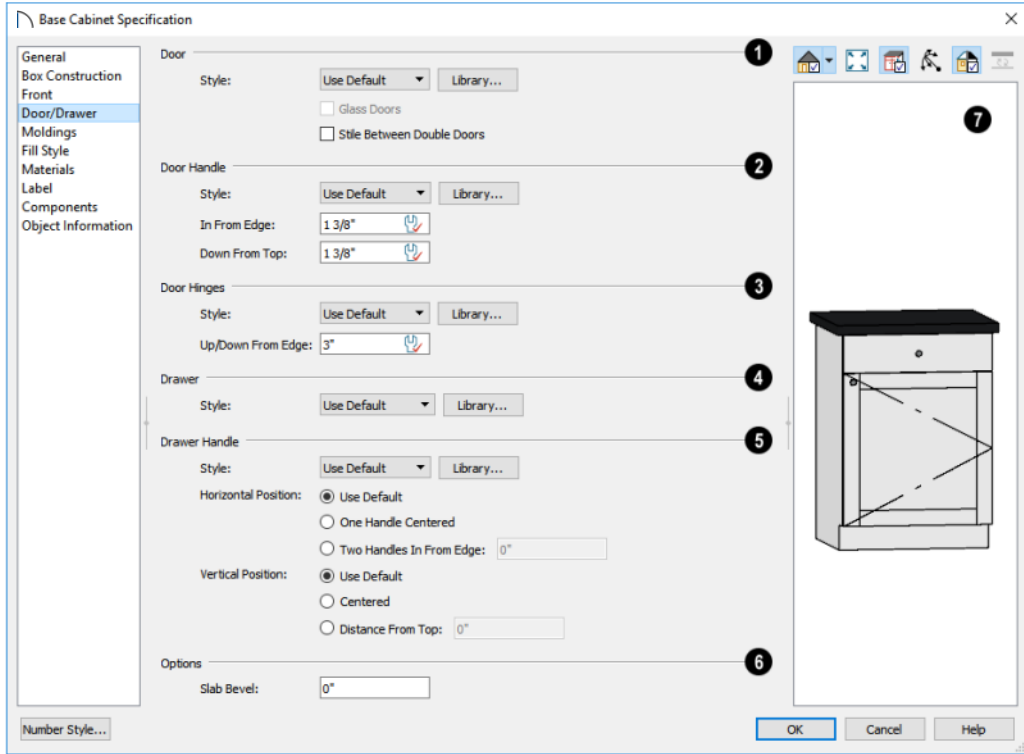 Base Cabinet Specification
General
Box Construction
Front
Door/Drawer
Moldings
Fill Style
Materials
Label
Components
Object Information
Door
1
Style: Use Default Library...
Glass Doors
Stile Between Double Doors
Door Handle
2
Style: Use Default Library...
In From Edge: 1 3/8"
Down From Top: 1 3/8"
Door Hinges
3
Style: Use Default Library...
Up/Down From Edge: 3"
Drawer
4
Style: Use Default Library...
Drawer Handle
5
Style: Use Default Library...
Horizontal Position: Use Default
One Handle Centered
Two Handles In From Edge: 0"
Vertical Position: Use Default
Centered
Distance From Top: 0"
Options
6
Slab Bevel: 0"
7
Number Style...
OK Cancel Help